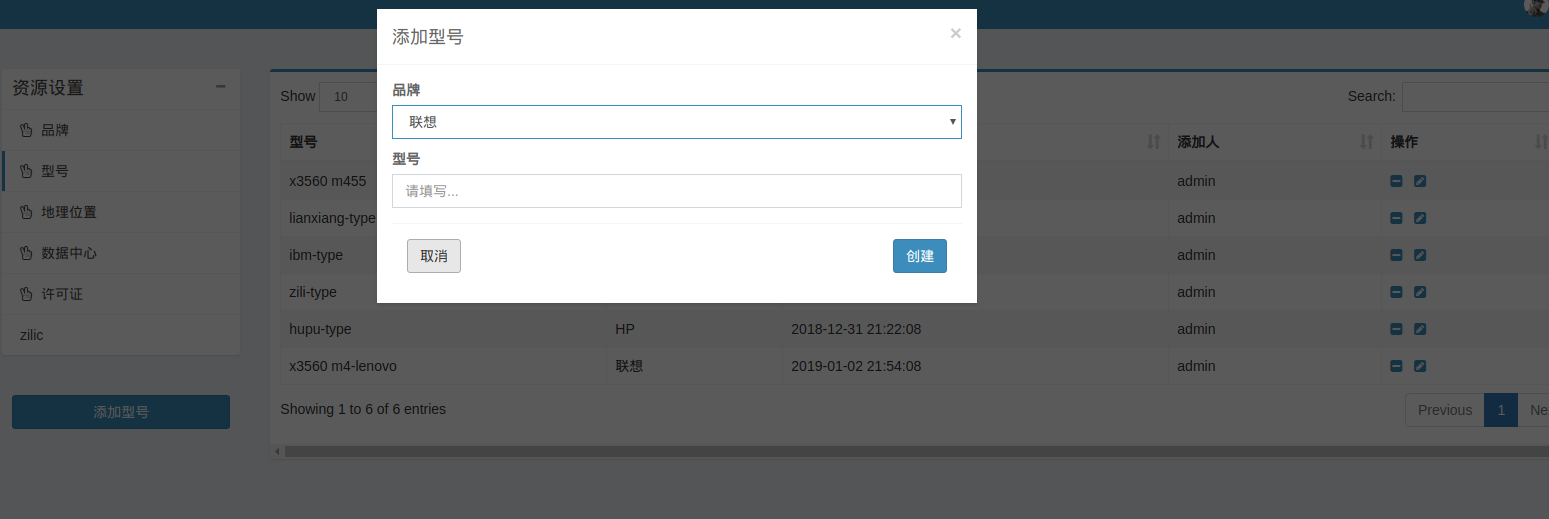 添加型号 ×
品牌
联想
型号
请填写...
取消 创建
资源设置
品牌
型号
地理位置
数据中心
许可证
zilic
添加型号
Show 10
Search:
型号 添加人 操作
x3560 m455 admin
lianxiang-type admin
ibm-type admin
zili-type admin
hupu-type HP 2018-12-31 21:22:08 admin
x3560 m4-lenovo 联想 2019-01-02 21:54:08 admin
Showing 1 to 6 of 6 entries
Previous 1